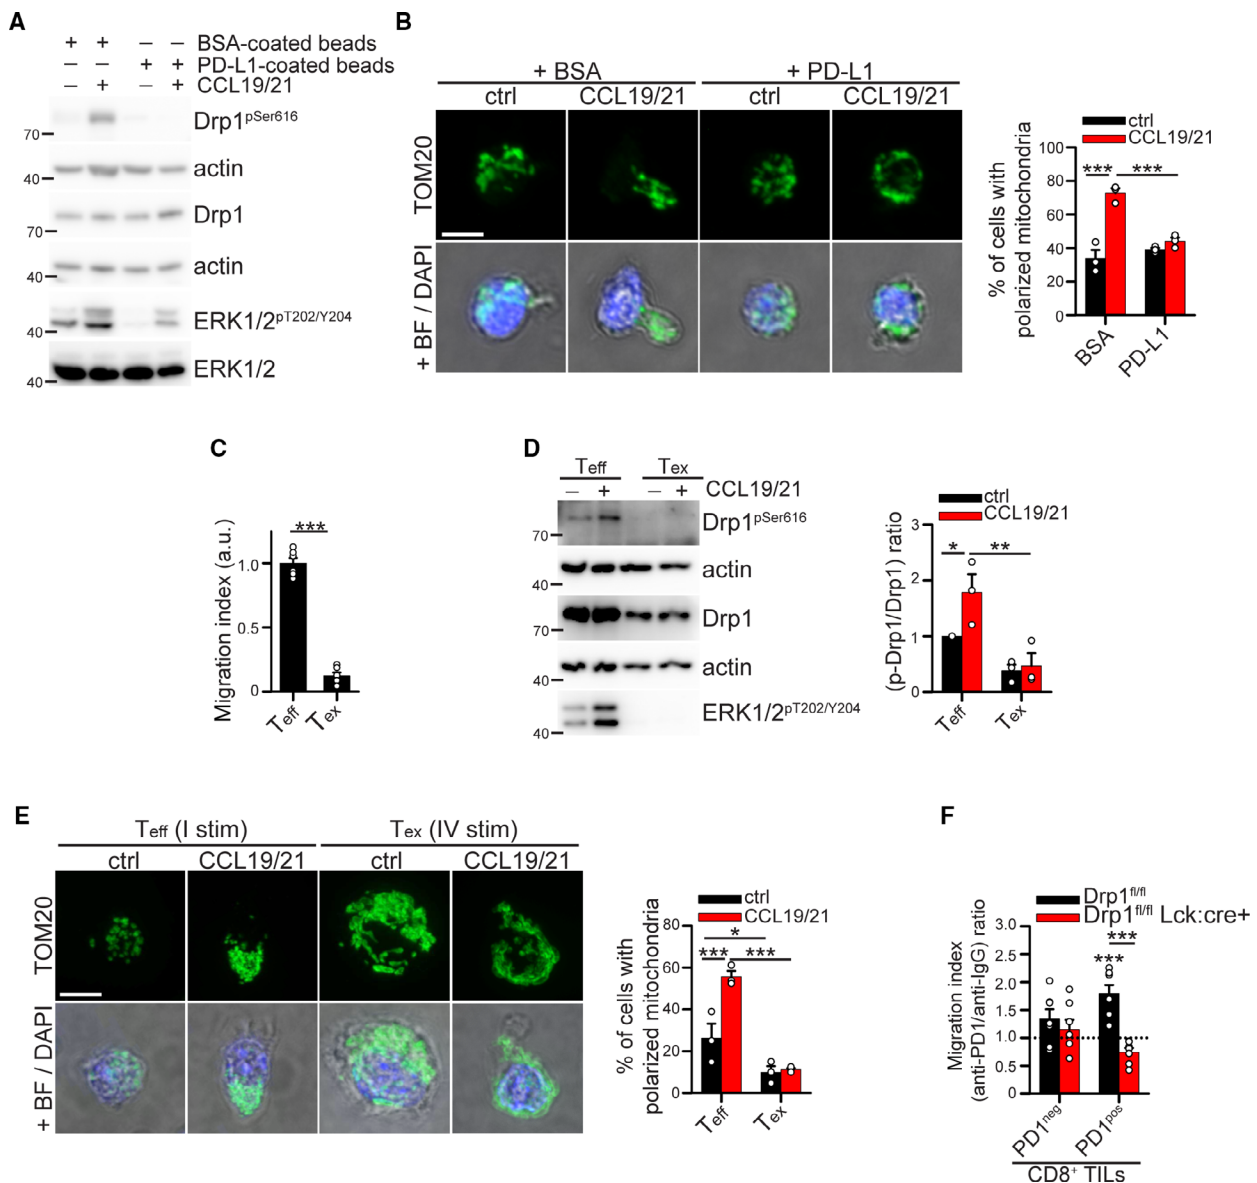 A
+ + – – BSA-coated beads
– – + + PD-L1-coated beads
– + – + CCL19/21
70
Drp1pSer616
40
actin
70
Drp1
40
actin
40
ERK1/2pT202/Y204
40
ERK1/2
B
+ BSA
+ PD-L1
ctrl
CCL19/21
ctrl
CCL19/21
TOM20
+ BF / DAPI
ctrl
CCL19/21
% of cells with
polarized mitochondria
100
80
60
40
20
0
***
***
BSA
PD-L1
C
Migration index (a.u.)
1.0
0.5
0
***
Teff
Tex
D
Teff
Tex
– + – + CCL19/21
70
Drp1pSer616
40
actin
70
Drp1
40
actin
40
ERK1/2pT202/Y204
ctrl
CCL19/21
(p-Drp1/Drp1) ratio
3
2
1
0
*
**
Teff
Tex
E
Teff (I stim)
Tex (IV stim)
ctrl
CCL19/21
ctrl
CCL19/21
TOM20
+ BF / DAPI
ctrl
CCL19/21
% of cells with
polarized mitochondria
80
60
40
20
0
*
***
***
Teff
Tex
F
Drp1fl/fl
Drp1fl/fl Lck:cre+
Migration index
(anti-PD1/anti-IgG) ratio
3.0
2.5
2.0
1.5
1.0
0.5
0
***
***
PD1neg
PD1pos
CD8+ TILs